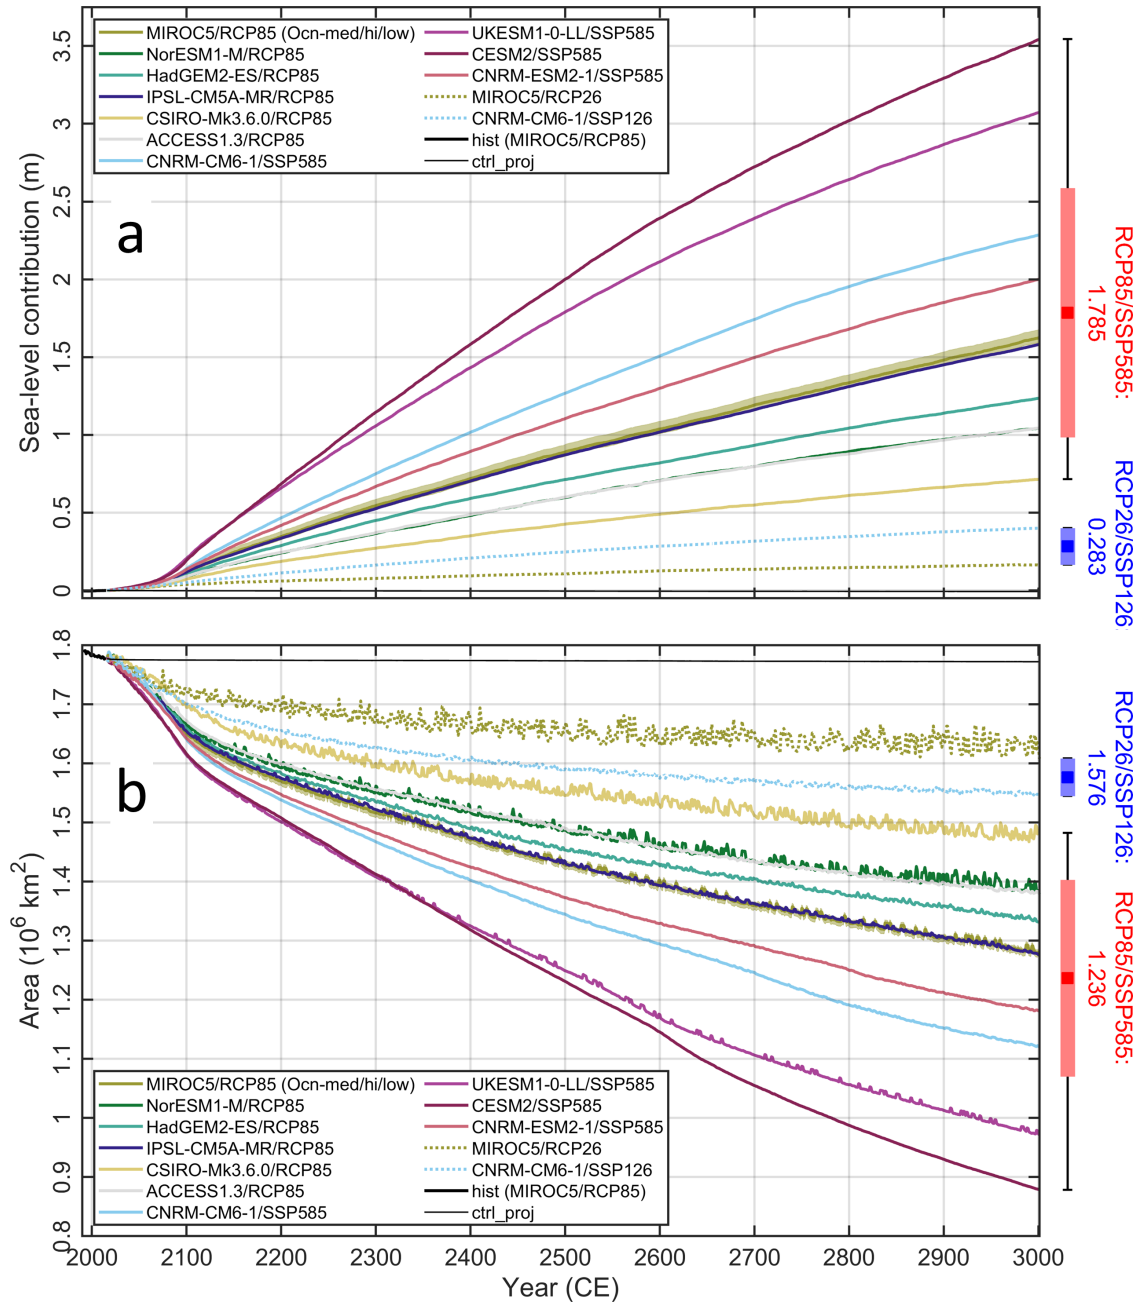 MIROC5/RCP85 (Ocn-med/hi/low)
NorESM1-M/RCP85
HadGEM2-ES/RCP85
IPSL-CM5A-MR/RCP85
CSIRO-Mk3.6.0/RCP85
ACCESS1.3/RCP85
CNRM-CM6-1/SSP585
UKESM1-0-LL/SSP585
CESM2/SSP585
CNRM-ESM2-1/SSP585
MIROC5/RCP26
CNRM-CM6-1/SSP126
hist (MIROC5/RCP85)
ctrl_proj
a
Sea-level contribution (m)
3.5
3
2.5
2
1.5
1
0.5
0
RCP85/SSP585:
1.785
RCP26/SSP126:
0.283
b
Area (10⁶ km²)
1.8
1.7
1.6
1.5
1.4
1.3
1.2
1.1
1
0.9
0.8
RCP26/SSP126:
1.576
RCP85/SSP585:
1.236
MIROC5/RCP85 (Ocn-med/hi/low)
NorESM1-M/RCP85
HadGEM2-ES/RCP85
IPSL-CM5A-MR/RCP85
CSIRO-Mk3.6.0/RCP85
ACCESS1.3/RCP85
CNRM-CM6-1/SSP585
UKESM1-0-LL/SSP585
CESM2/SSP585
CNRM-ESM2-1/SSP585
MIROC5/RCP26
CNRM-CM6-1/SSP126
hist (MIROC5/RCP85)
ctrl_proj
2000 2100 2200 2300 2400 2500 2600 2700 2800 2900 3000
Year (CE)